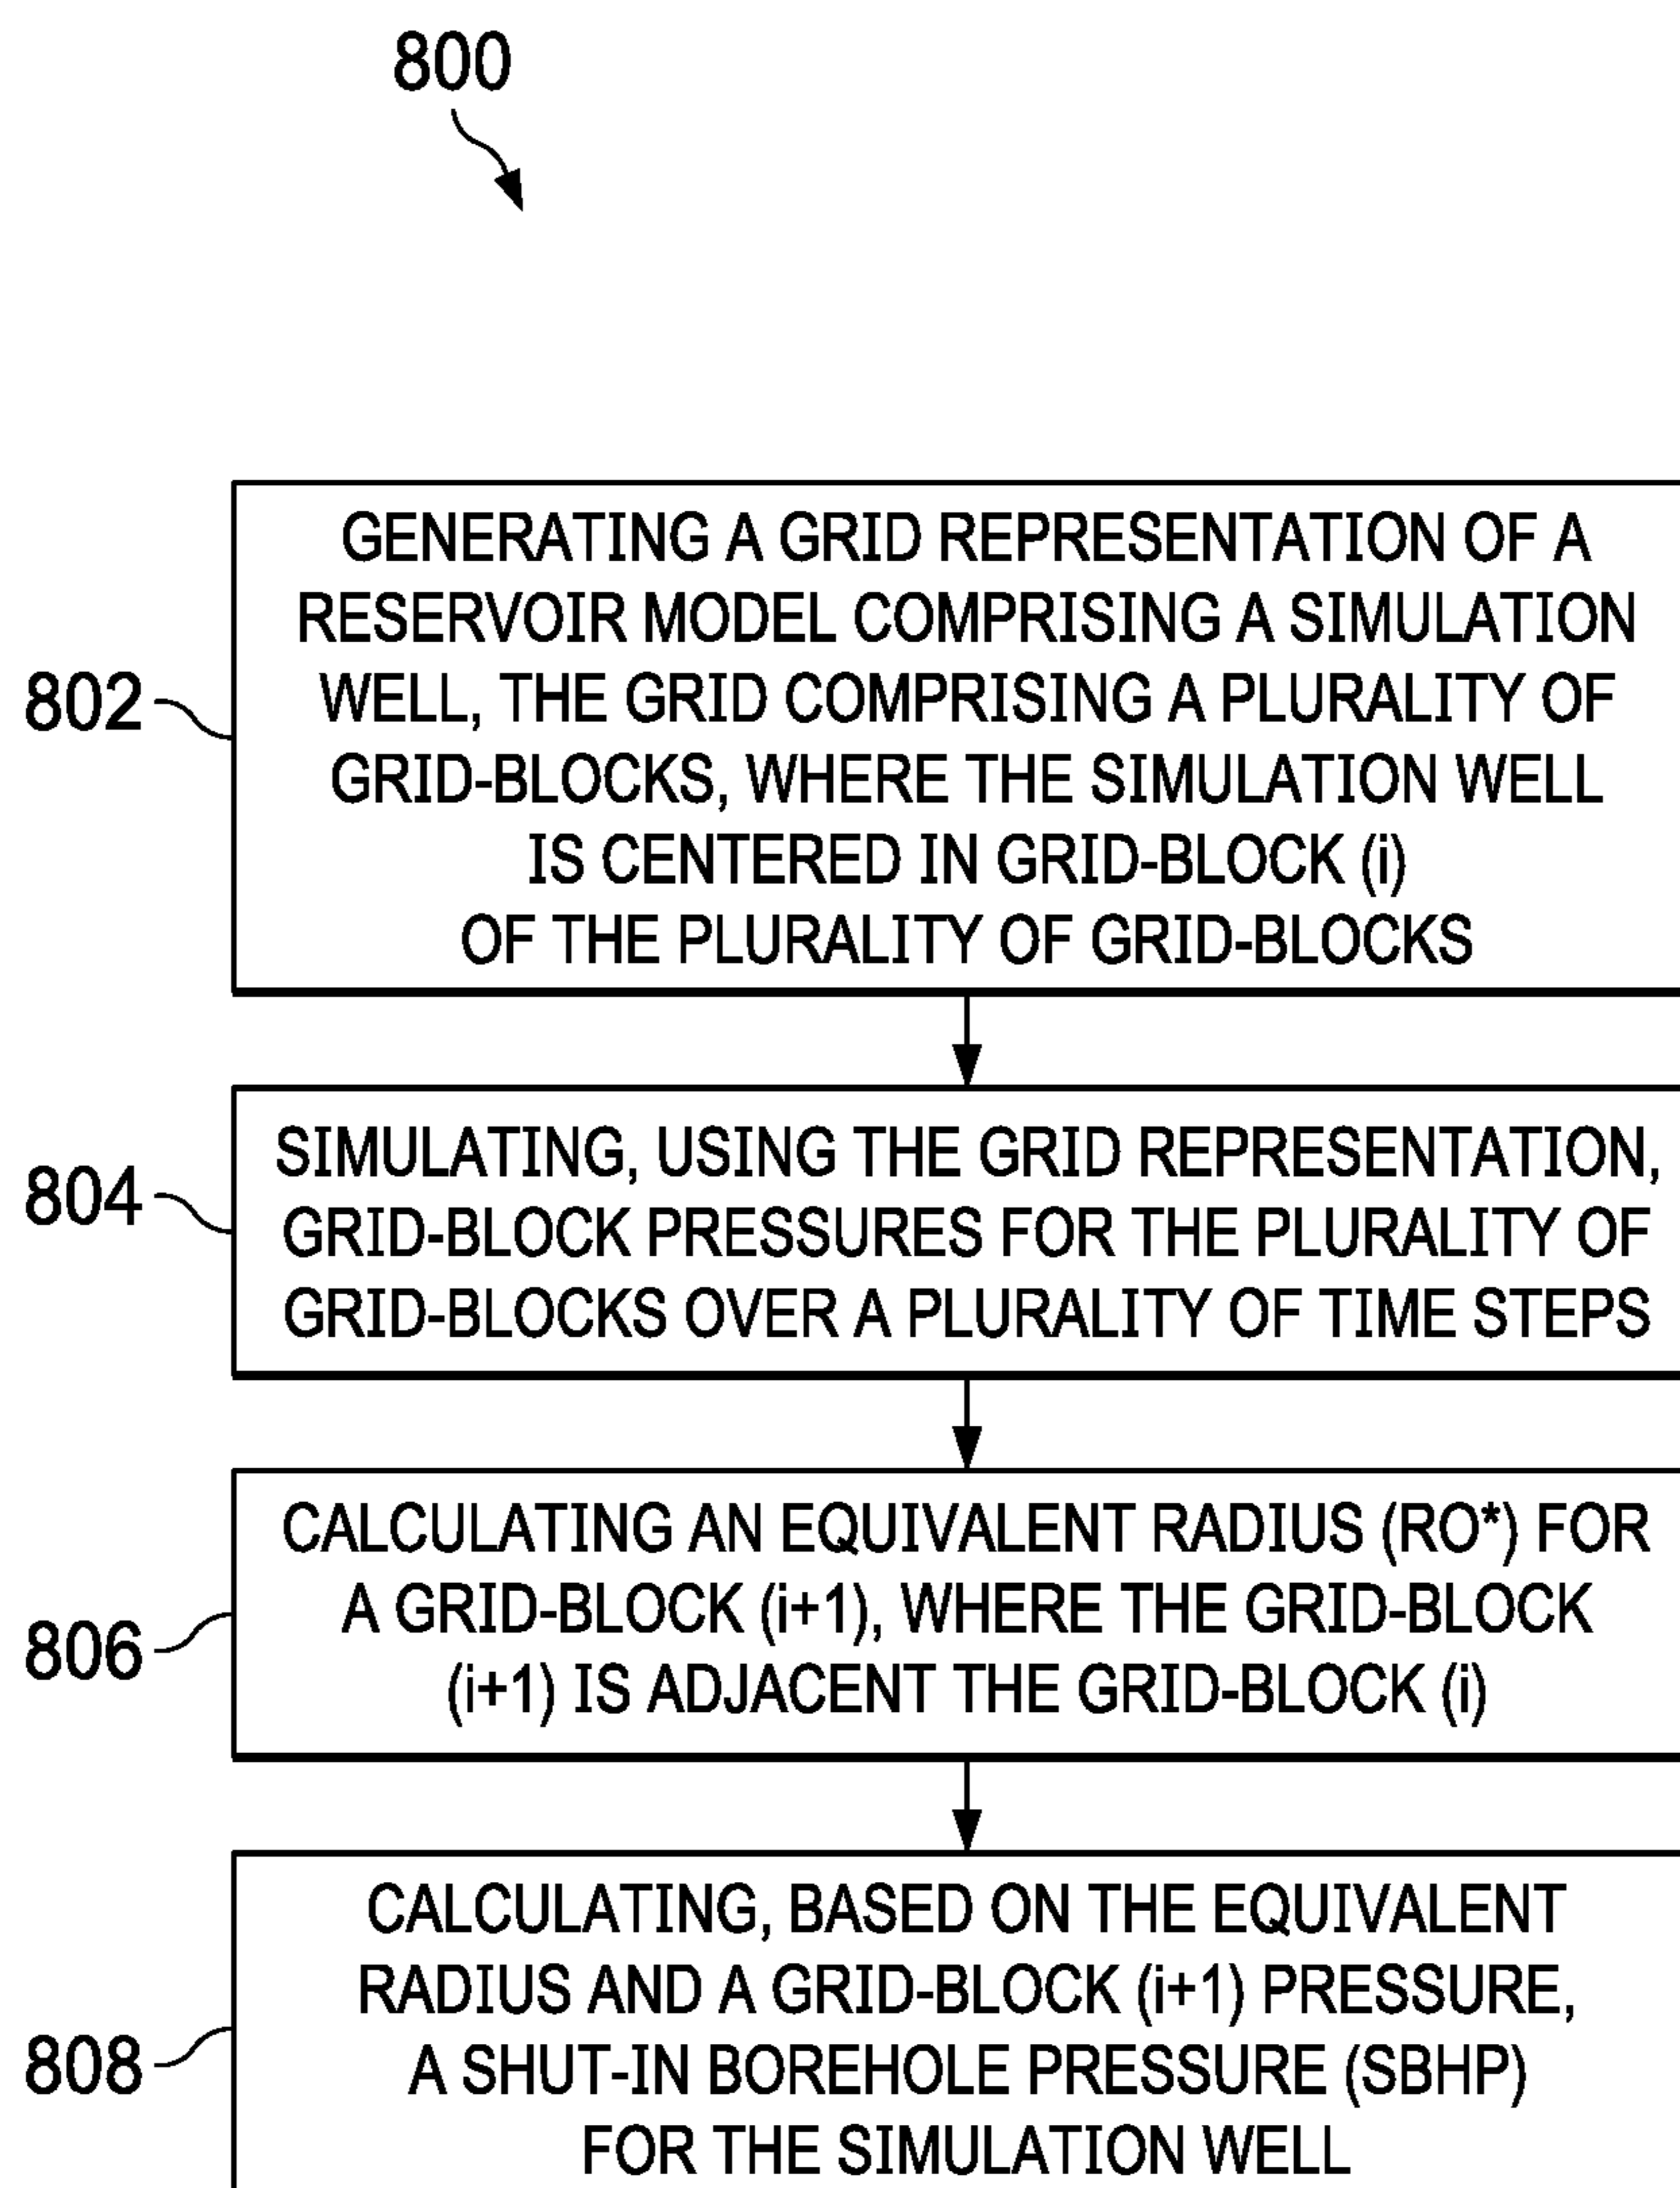 800
802
GENERATING A GRID REPRESENTATION OF A
RESERVOIR MODEL COMPRISING A SIMULATION
WELL, THE GRID COMPRISING A PLURALITY OF
GRID-BLOCKS, WHERE THE SIMULATION WELL
IS CENTERED IN GRID-BLOCK (i)
OF THE PLURALITY OF GRID-BLOCKS
804
SIMULATING, USING THE GRID REPRESENTATION,
GRID-BLOCK PRESSURES FOR THE PLURALITY OF
GRID-BLOCKS OVER A PLURALITY OF TIME STEPS
806
CALCULATING AN EQUIVALENT RADIUS (RO*) FOR
A GRID-BLOCK (i+1), WHERE THE GRID-BLOCK
(i+1) IS ADJACENT THE GRID-BLOCK (i)
808
CALCULATING, BASED ON THE EQUIVALENT
RADIUS AND A GRID-BLOCK (i+1) PRESSURE,
A SHUT-IN BOREHOLE PRESSURE (SBHP)
FOR THE SIMULATION WELL